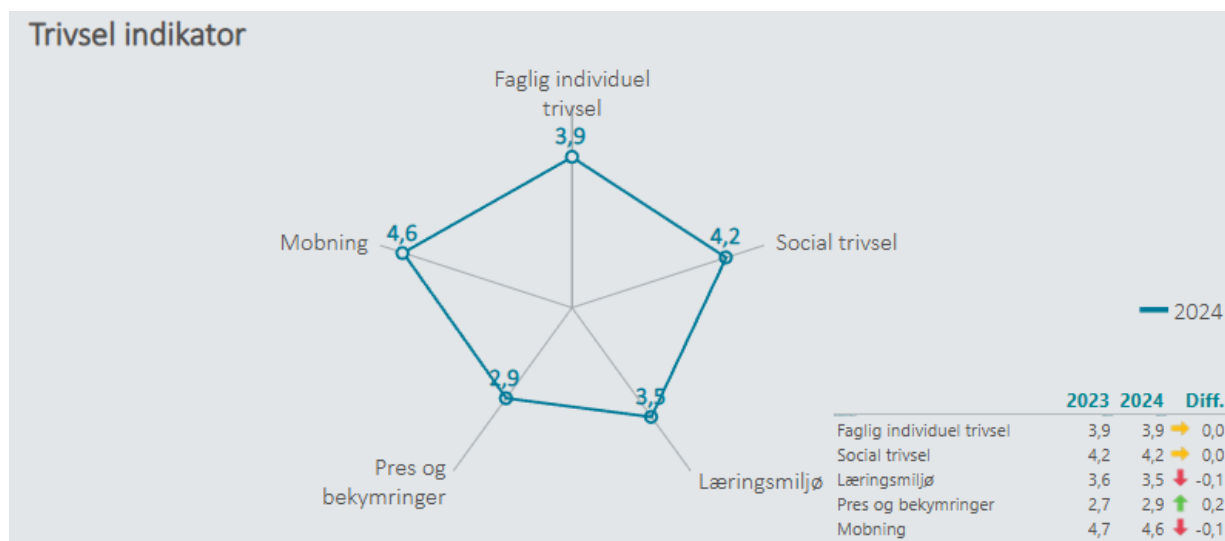 Trivsel indikator
Faglig individuel
trivsel
3,9
4,6
Mobning
4,2
Social trivsel
2024
2,9
3,5
Pres og
bekymringer
Læringsmiljø
2023 2024 Diff.
Faglig individuel trivsel 3,9 3,9 0,0
Social trivsel 4,2 4,2 0,0
Læringsmiljø 3,6 3,5 -0,1
Pres og bekymringer 2,7 2,9 0,2
Mobning 4,7 4,6 -0,1